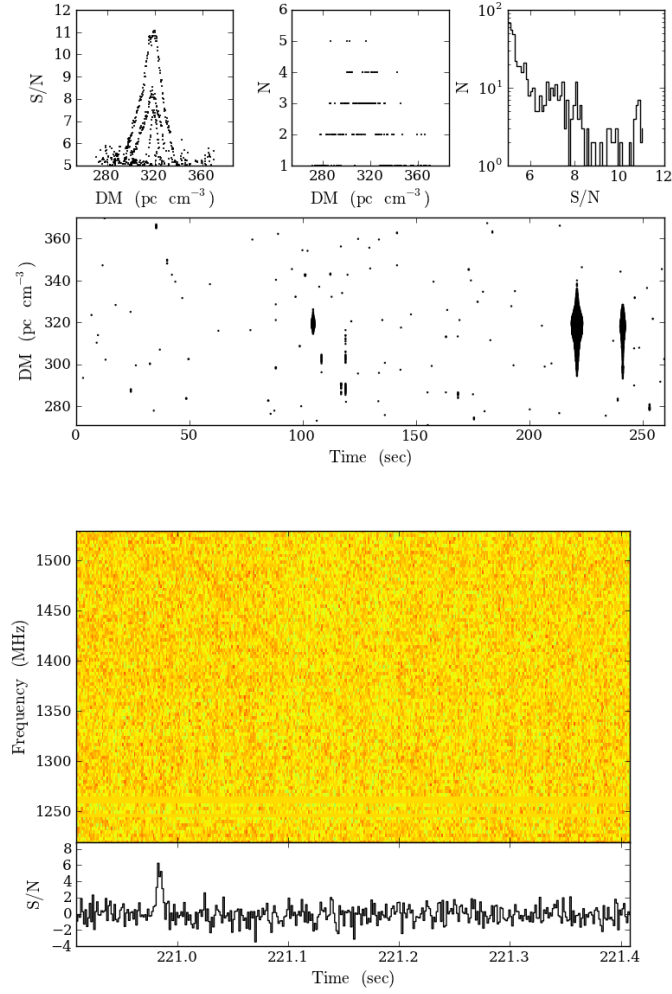 12
11
10
9
8
7
6
5
S/N
280 320 360
DM (pc cm⁻³)
6
5
4
3
2
1
N
280 320 360
DM (pc cm⁻³)
10²
10¹
10⁰
N
6 8 10 12
S/N
360
340
320
300
280
DM (pc cm⁻³)
0 50 100 150 200 250
Time (sec)
1500
1450
1400
1350
1300
1250
Frequency (MHz)
8
6
4
2
0
−2
−4
S/N
221.0 221.1 221.2 221.3 221.4
Time (sec)